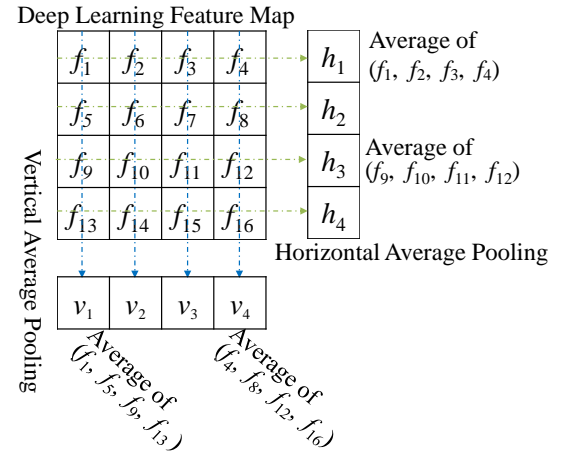 Deep Learning Feature Map
f1 f2 f3 f4 h1
Average of
(f1, f2, f3, f4)
f5 f6 f7 f8 h2
f9 f10 f11 f12 h3
Average of
(f9, f10, f11, f12)
f13 f14 f15 f16 h4
Horizontal Average Pooling
Vertical Average Pooling
v1 v2 v3 v4
Average of
(f1, f5, f9, f13)
Average of
(f4, f8, f12, f16)